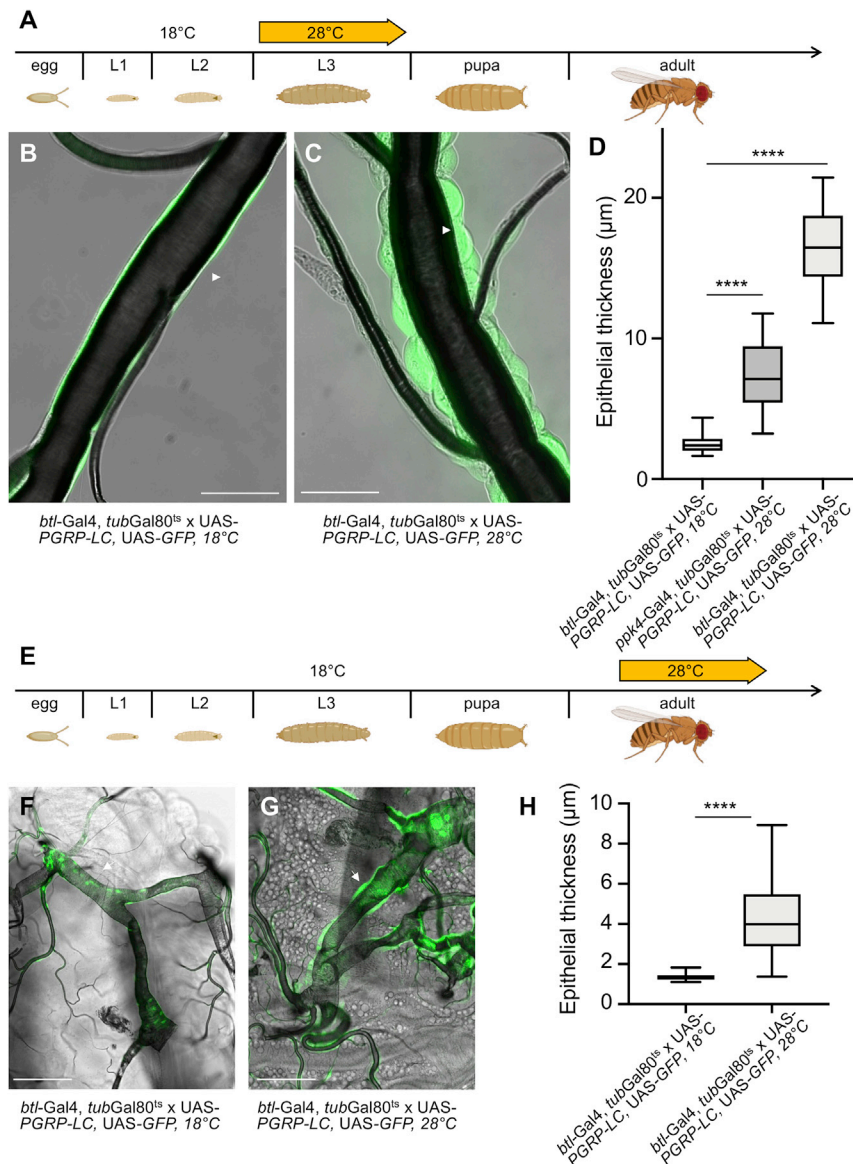 A
18°C 28°C
egg L1 L2 L3 pupa adult
B
C
btl-Gal4, tubGal80ts x UAS-
PGRP-LC, UAS-GFP, 18°C
btl-Gal4, tubGal80ts x UAS-
PGRP-LC, UAS-GFP, 28°C
D
Epithelial thickness (µm)
20
10
0
****
****
btl-Gal4, tubGal80ts x UAS-
PGRP-LC, UAS-GFP, 18°C
ppk4-Gal4, tubGal80ts x UAS-
PGRP-LC, UAS-GFP, 28°C
btl-Gal4, tubGal80ts x UAS-
PGRP-LC, UAS-GFP, 28°C
E
18°C 28°C
egg L1 L2 L3 pupa adult
F
G
btl-Gal4, tubGal80ts x UAS-
PGRP-LC, UAS-GFP, 18°C
btl-Gal4, tubGal80ts x UAS-
PGRP-LC, UAS-GFP, 28°C
H
Epithelial thickness (µm)
10
8
6
4
2
0
****
btl-Gal4, tubGal80ts x UAS-
PGRP-LC, UAS-GFP, 18°C
btl-Gal4, tubGal80ts x UAS-
PGRP-LC, UAS-GFP, 28°C